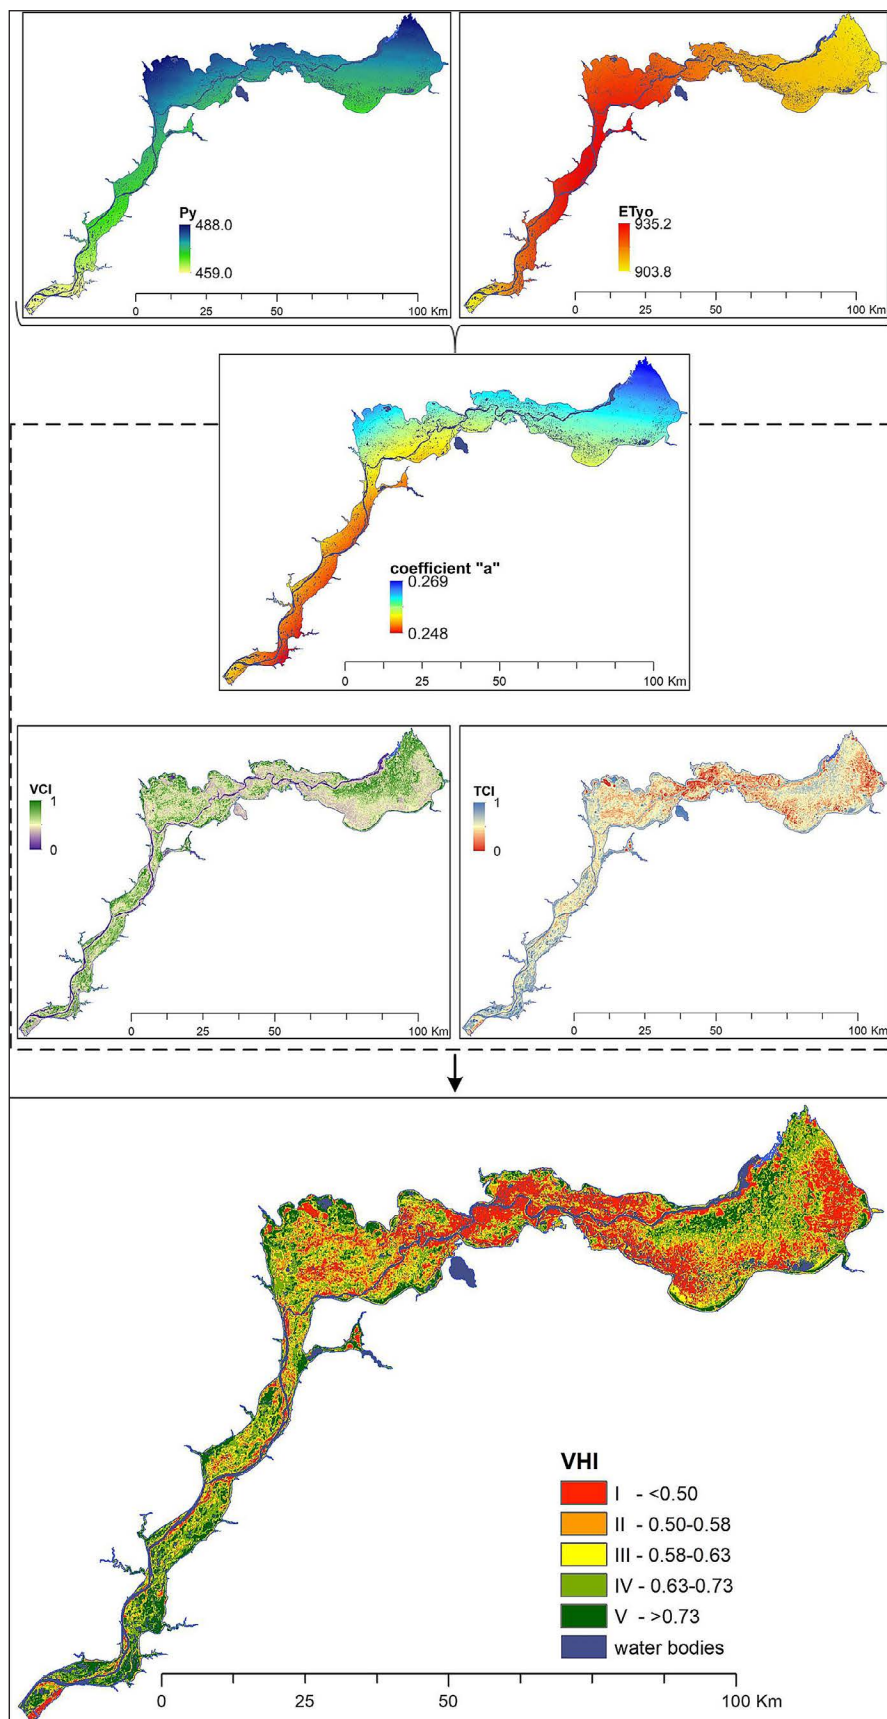 Py
488.0
459.0
0 25 50 100 Km
ETyo
935.2
903.8
0 25 50 100 Km
coefficient "a"
0.269
0.248
0 50 100 Km
VCI
1
0
0 25 50 100 Km
TCI
1
0
0 25 50 100 Km
VHI
I - <0.50
II - 0.50-0.58
III - 0.58-0.63
IV - 0.63-0.73
V - >0.73
water bodies
0 25 50 100 Km